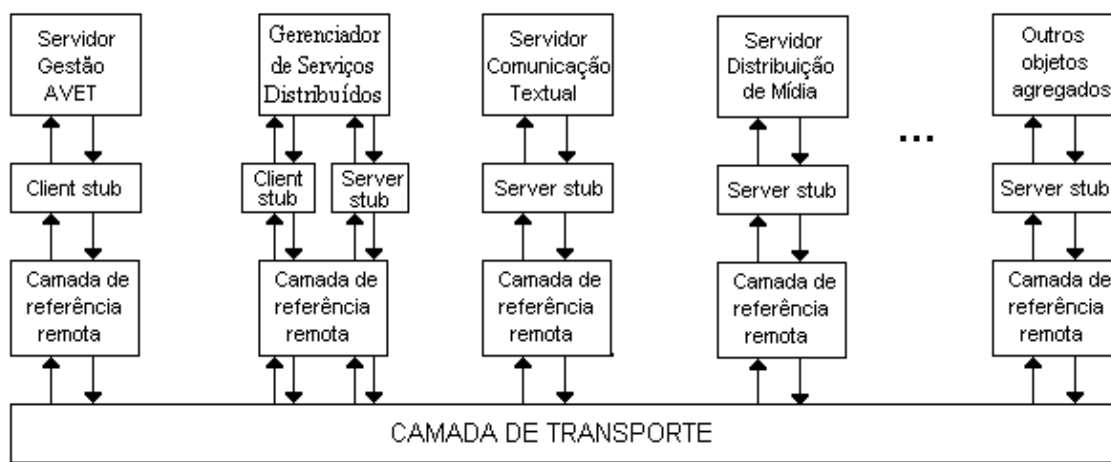 Servidor
Gestão
AVET
Gerenciador
de Serviços
Distribuídos
Servidor
Comunicação
Textual
Servidor
Distribuição
de Mídia
Outros
objetos
agregados
...
Client stub
Client
stub
Server
stub
Server stub
Server stub
Server stub
Camada de
referência
remota
Camada de
referência
remota
Camada de
referência
remota
Camada de
referência
remota
Camada de
referência
remota
CAMADA DE TRANSPORTE